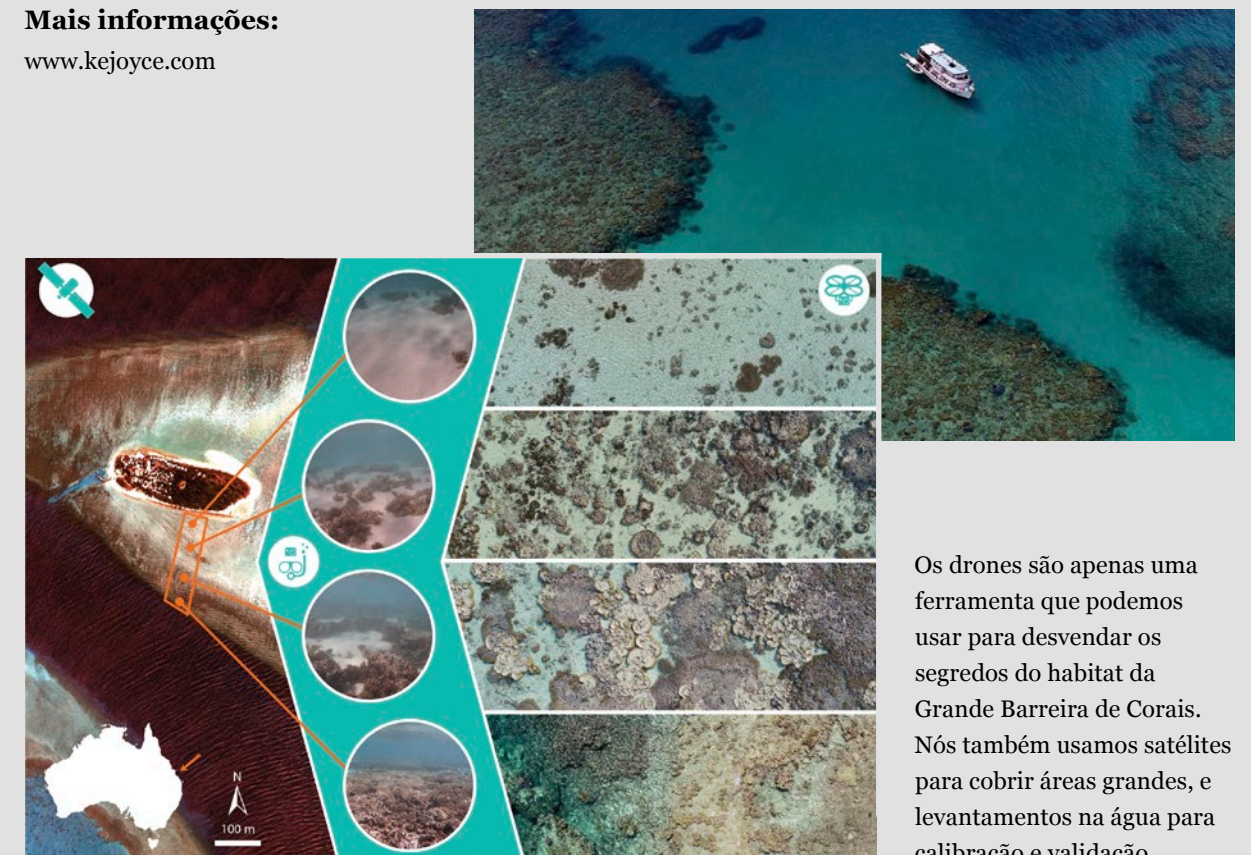 Mais informações:
www.kejoyce.com
N
100 m
Os drones são apenas uma
ferramenta que podemos
usar para desvendar os
segredos do habitat da
Grande Barreira de Corais.
Nós também usamos satélites
para cobrir áreas grandes, e
levantamentos na água para
calibração e validação